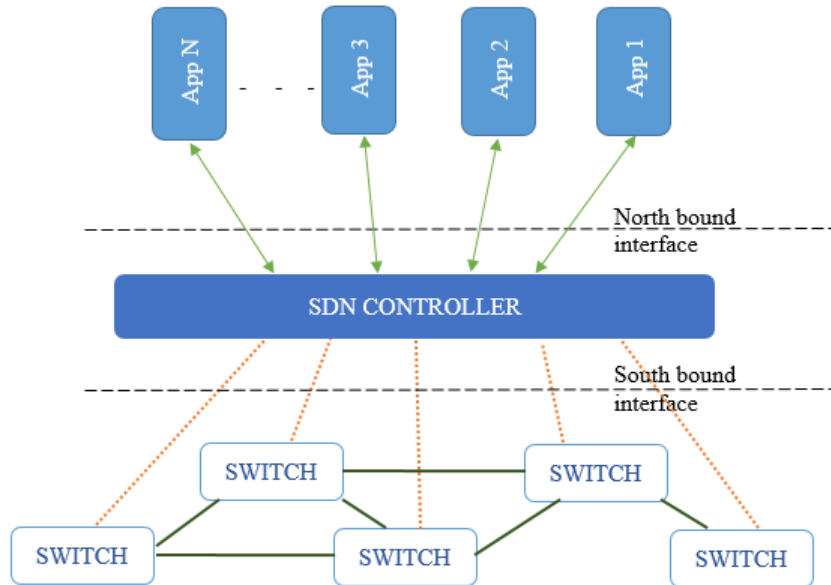 App N
App 3
App 2
App 1
- - -
North bound
interface
SDN CONTROLLER
South bound
interface
SWITCH
SWITCH
SWITCH
SWITCH
SWITCH